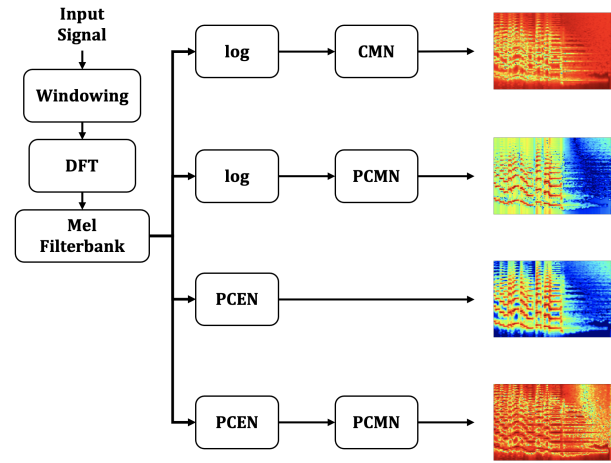 Input
Signal
Windowing
DFT
Mel
Filterbank
log
CMN
log
PCMN
PCEN
PCEN
PCMN